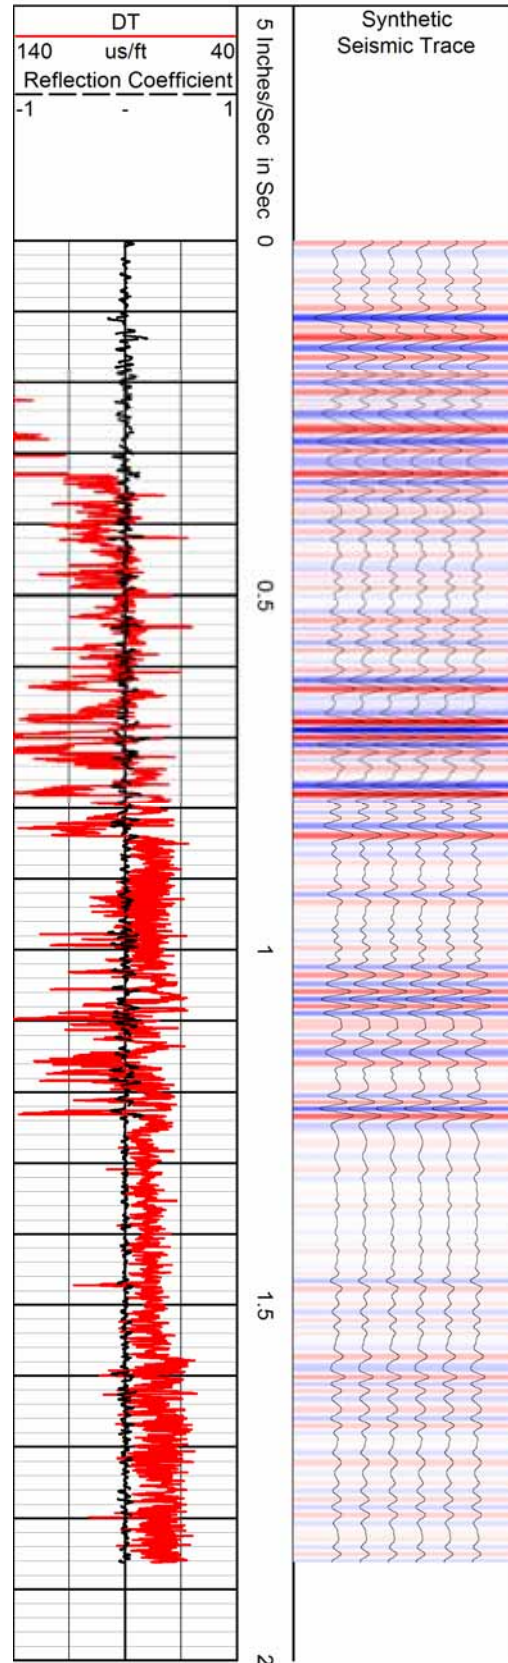 DT
140 us/ft 40
Reflection Coefficient
-1 - 1
5 Inches/Sec in Sec
0
0.5
1
1.5
2
Synthetic
Seismic Trace